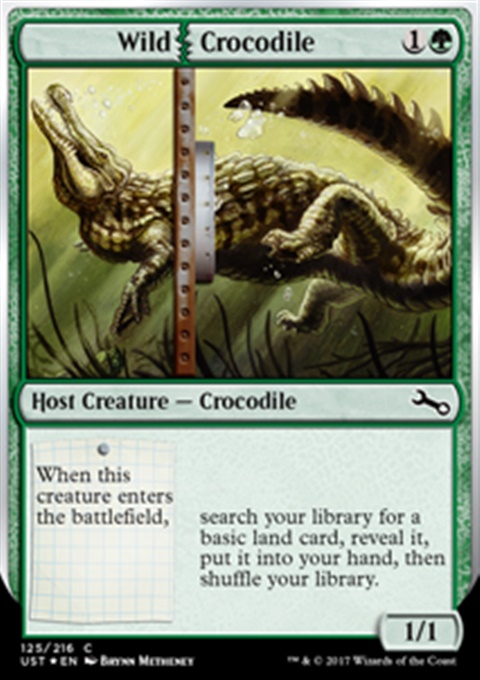 Wild Crocodile 1
Host Creature — Crocodile
When this
creature enters
the battlefield,
search your library for a
basic land card, reveal it,
put it into your hand, then
shuffle your library.
1/1
125/216 C
UST ★ EN Brynn Metheney
™ & © 2017 Wizards of the Coast